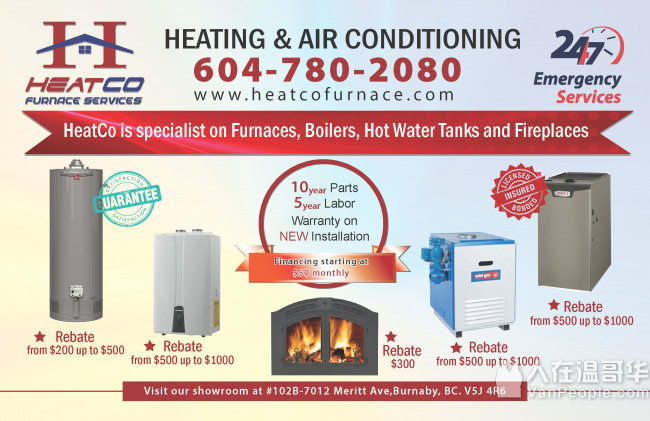 HEATCO
FURNACE SERVICES
HEATING & AIR CONDITIONING
604-780-2080
www.heatcofurnace.com
24/7
Emergency
Services
HeatCo is specialist on Furnaces, Boilers, Hot Water Tanks and Fireplaces
SATISFACTION
GUARANTEE
SATISFACTION
10year Parts
5year Labor
Warranty on
NEW Installation
Financing starting at
$50 monthly
LICENSED
INSURED
BONDED
Rebate
from $200 up to $500
Rebate
from $500 up to $1000
Rebate
$300
Rebate
from $500 up to $1000
Rebate
from $500 up to $1000
Visit our showroom at #102B-7012 Meritt Ave,Burnaby, BC. V5J 4R6
人在温哥华
VanPeople.com